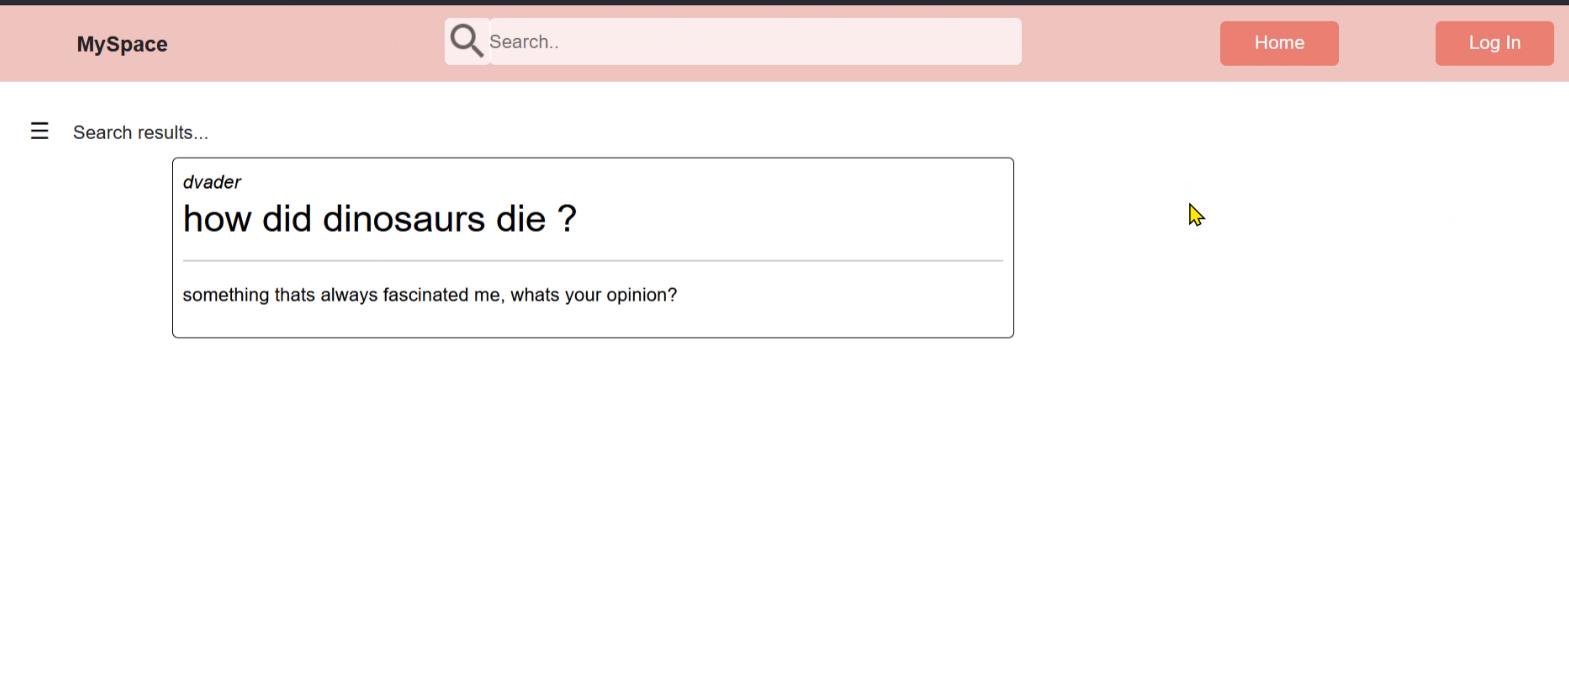 MySpace
Search..
Home
Log In
☰ Search results...
dvader
how did dinosaurs die ?
something thats always fascinated me, whats your opinion?